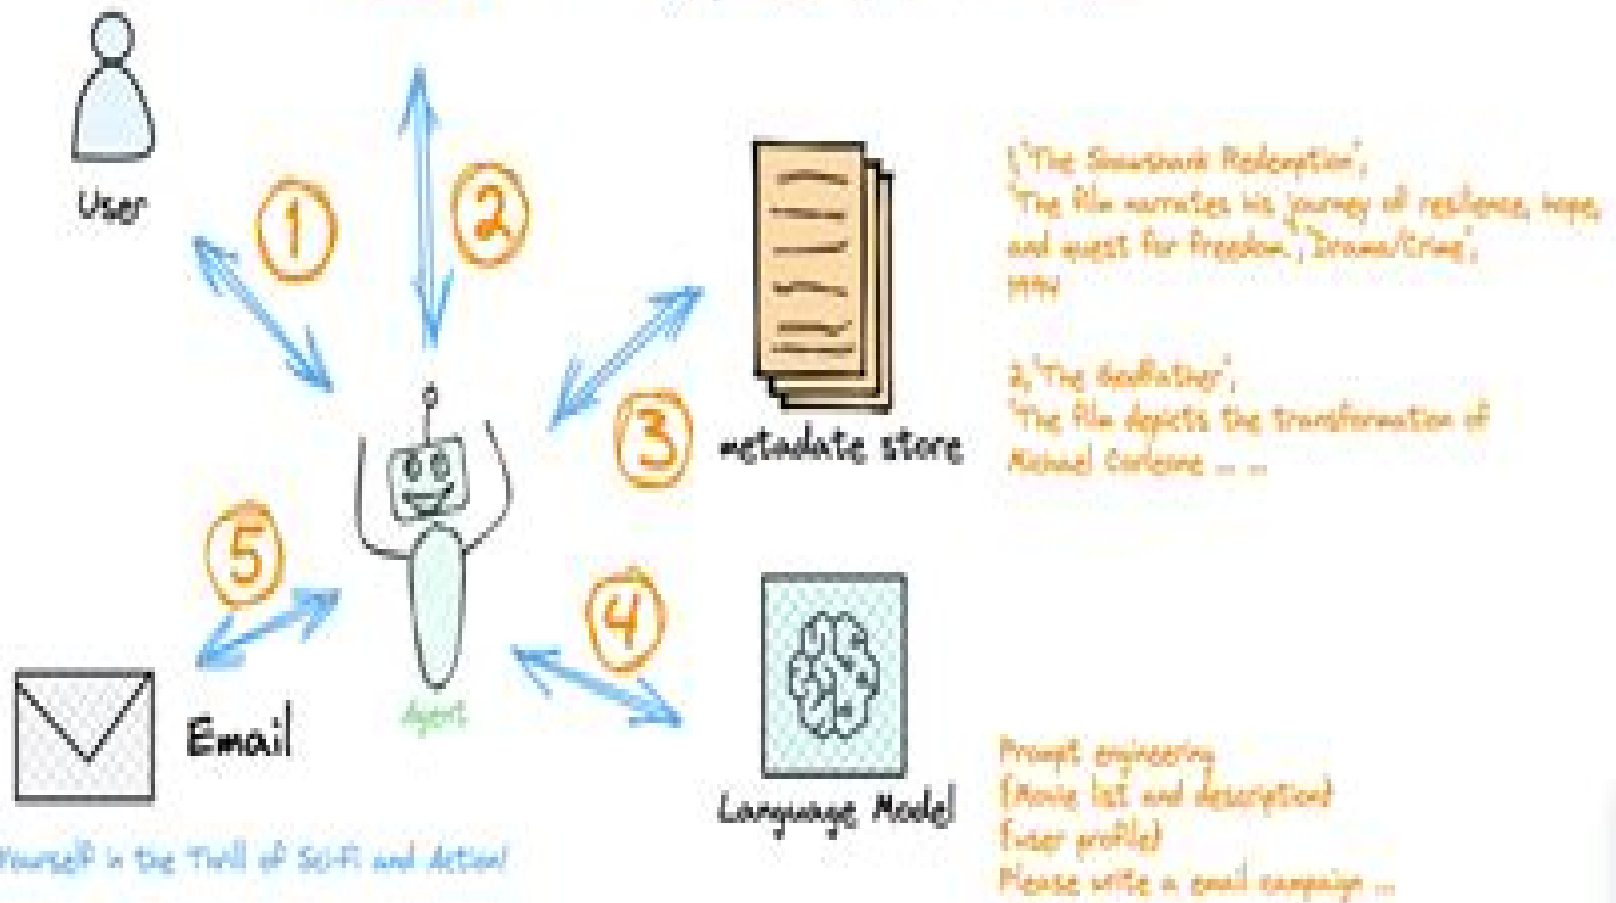 User
1
2
1,'The Shawshank Redemption',
'The film narrates his journey of resilience, hope,
and quest for freedom.','Drama/Crime',
1994
3
metadate store
2,'The Godfather',
'The film depicts the transformation of
Michael Corleone ... ...
5
4
Agent
Email
Language Model
Prompt engineering
{Movie list and description}
{user profile}
Please write a email campaign ...
Yourself in the Thrill of Sci-Fi and Action!